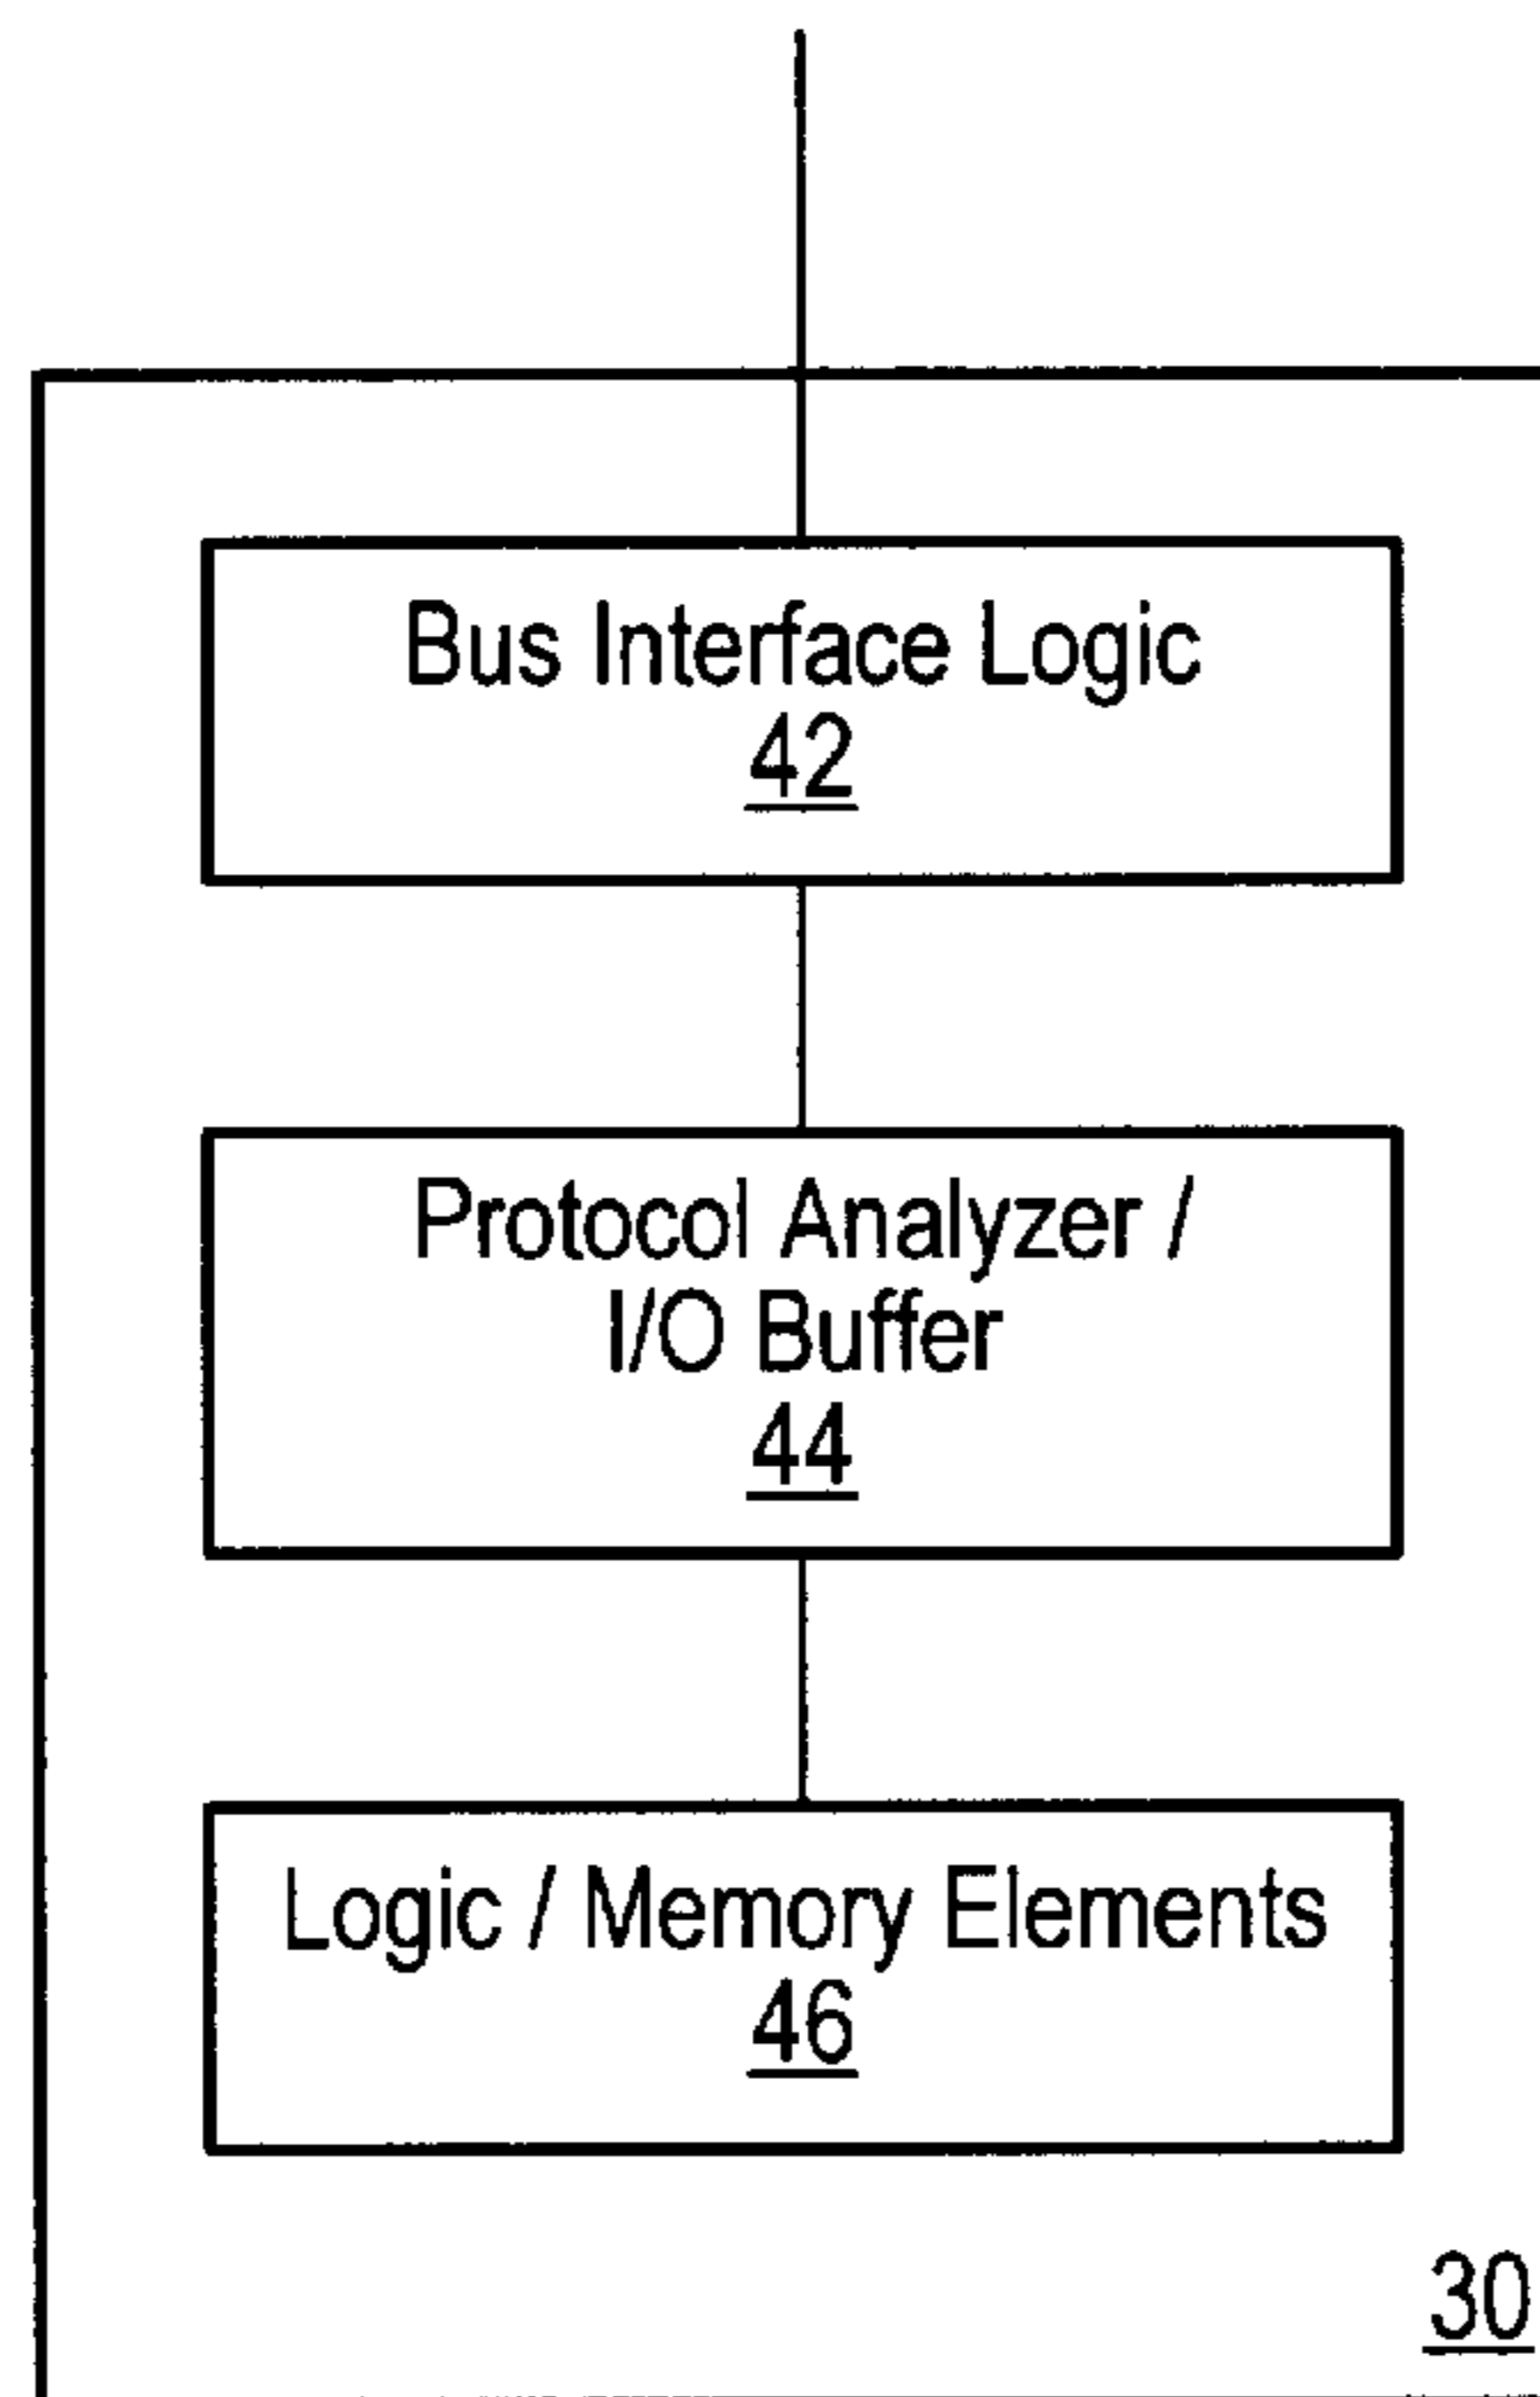 Bus Interface Logic
42
Protocol Analyzer /
I/O Buffer
44
Logic / Memory Elements
46
30